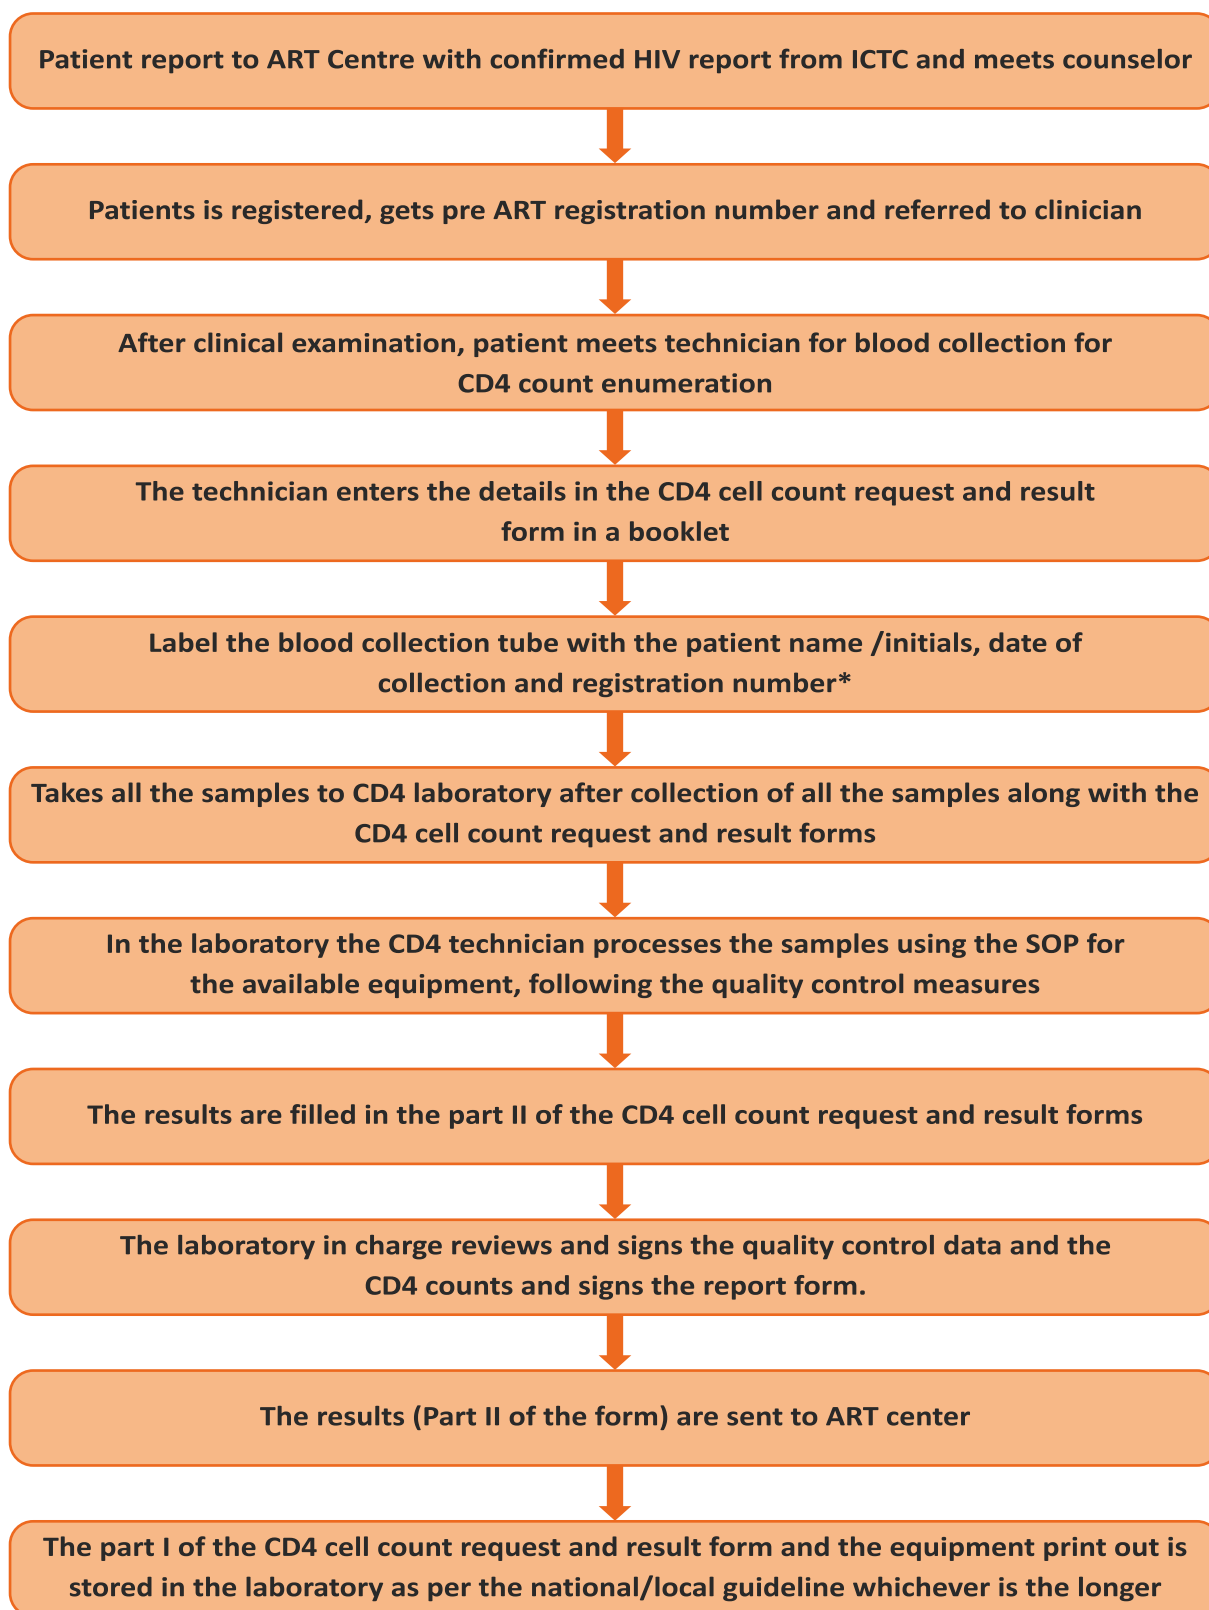 Patient report to ART Centre with confirmed HIV report from ICTC and meets counselor
Patients is registered, gets pre ART registration number and referred to clinician
After clinical examination, patient meets technician for blood collection for
CD4 count enumeration
The technician enters the details in the CD4 cell count request and result
form in a booklet
Label the blood collection tube with the patient name /initials, date of
collection and registration number*
Takes all the samples to CD4 laboratory after collection of all the samples along with the
CD4 cell count request and result forms
In the laboratory the CD4 technician processes the samples using the SOP for
the available equipment, following the quality control measures
The results are filled in the part II of the CD4 cell count request and result forms
The laboratory in charge reviews and signs the quality control data and the
CD4 counts and signs the report form.
The results (Part II of the form) are sent to ART center
The part I of the CD4 cell count request and result form and the equipment print out is
stored in the laboratory as per the national/local guideline whichever is the longer